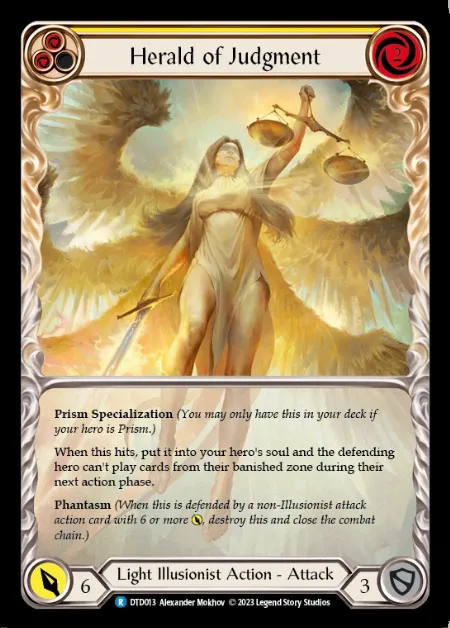 2
Herald of Judgment
Prism Specialization (You may only have this in your deck if
your hero is Prism.)
When this hits, put it into your hero's soul and the defending
hero can't play cards from their banished zone during their
next action phase.
Phantasm (When this is defended by a non-Illusionist attack
action card with 6 or more , destroy this and close the combat
chain.)
6
Light Illusionist Action - Attack
3
R DTD013 Alexander Mokhov © 2023 Legend Story Studios